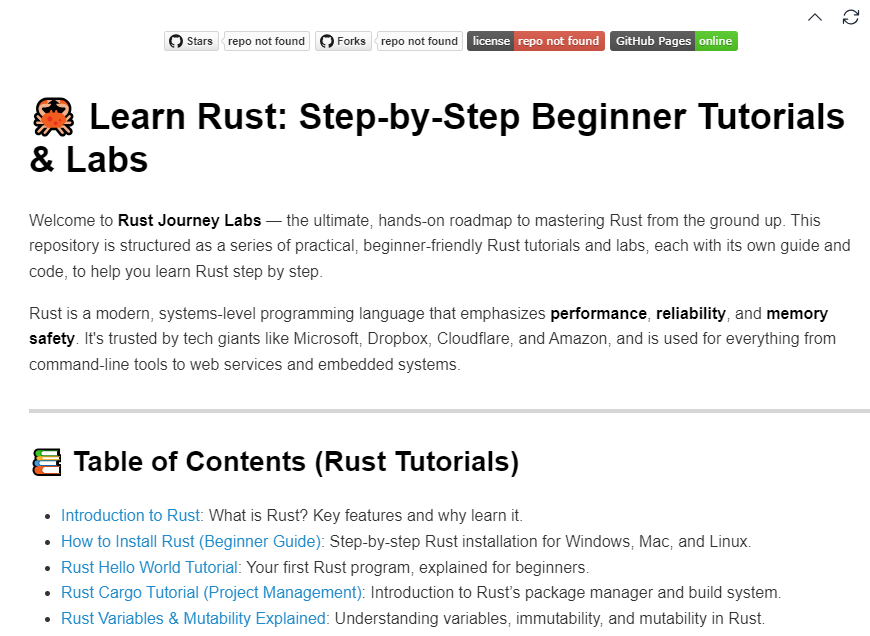 Stars repo not found Forks repo not found license repo not found GitHub Pages online
Learn Rust: Step-by-Step Beginner Tutorials
& Labs
Welcome to Rust Journey Labs — the ultimate, hands-on roadmap to mastering Rust from the ground up. This
repository is structured as a series of practical, beginner-friendly Rust tutorials and labs, each with its own guide and
code, to help you learn Rust step by step.
Rust is a modern, systems-level programming language that emphasizes performance, reliability, and memory
safety. It's trusted by tech giants like Microsoft, Dropbox, Cloudflare, and Amazon, and is used for everything from
command-line tools to web services and embedded systems.
Table of Contents (Rust Tutorials)
• Introduction to Rust: What is Rust? Key features and why learn it.
• How to Install Rust (Beginner Guide): Step-by-step Rust installation for Windows, Mac, and Linux.
• Rust Hello World Tutorial: Your first Rust program, explained for beginners.
• Rust Cargo Tutorial (Project Management): Introduction to Rust’s package manager and build system.
• Rust Variables & Mutability Explained: Understanding variables, immutability, and mutability in Rust.